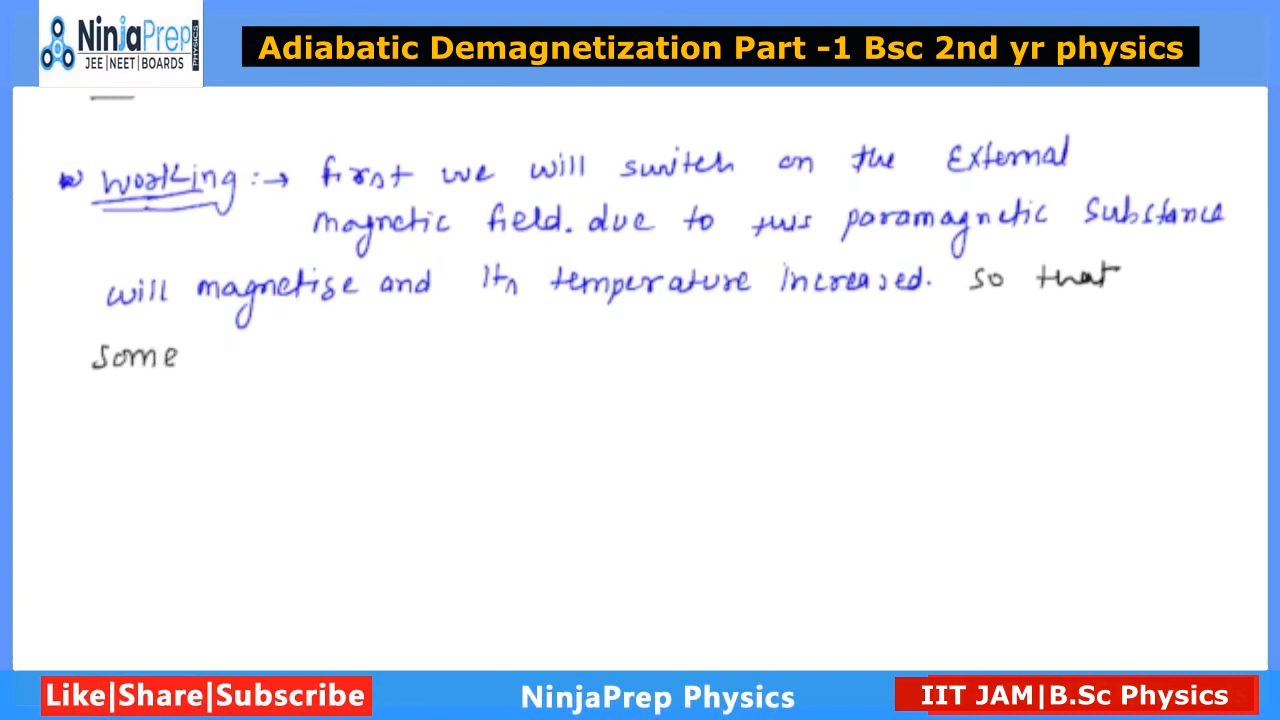 NinjaPrep
JEE|NEET|BOARDS
PHYSICS
Adiabatic Demagnetization Part -1 Bsc 2nd yr physics
Working :→ first we will switch on the External
magnetic field. due to this paramagnetic substance
will magnetise and its temperature increased. so that
some
Like|Share|Subscribe
NinjaPrep Physics
IIT JAM|B.Sc Physics